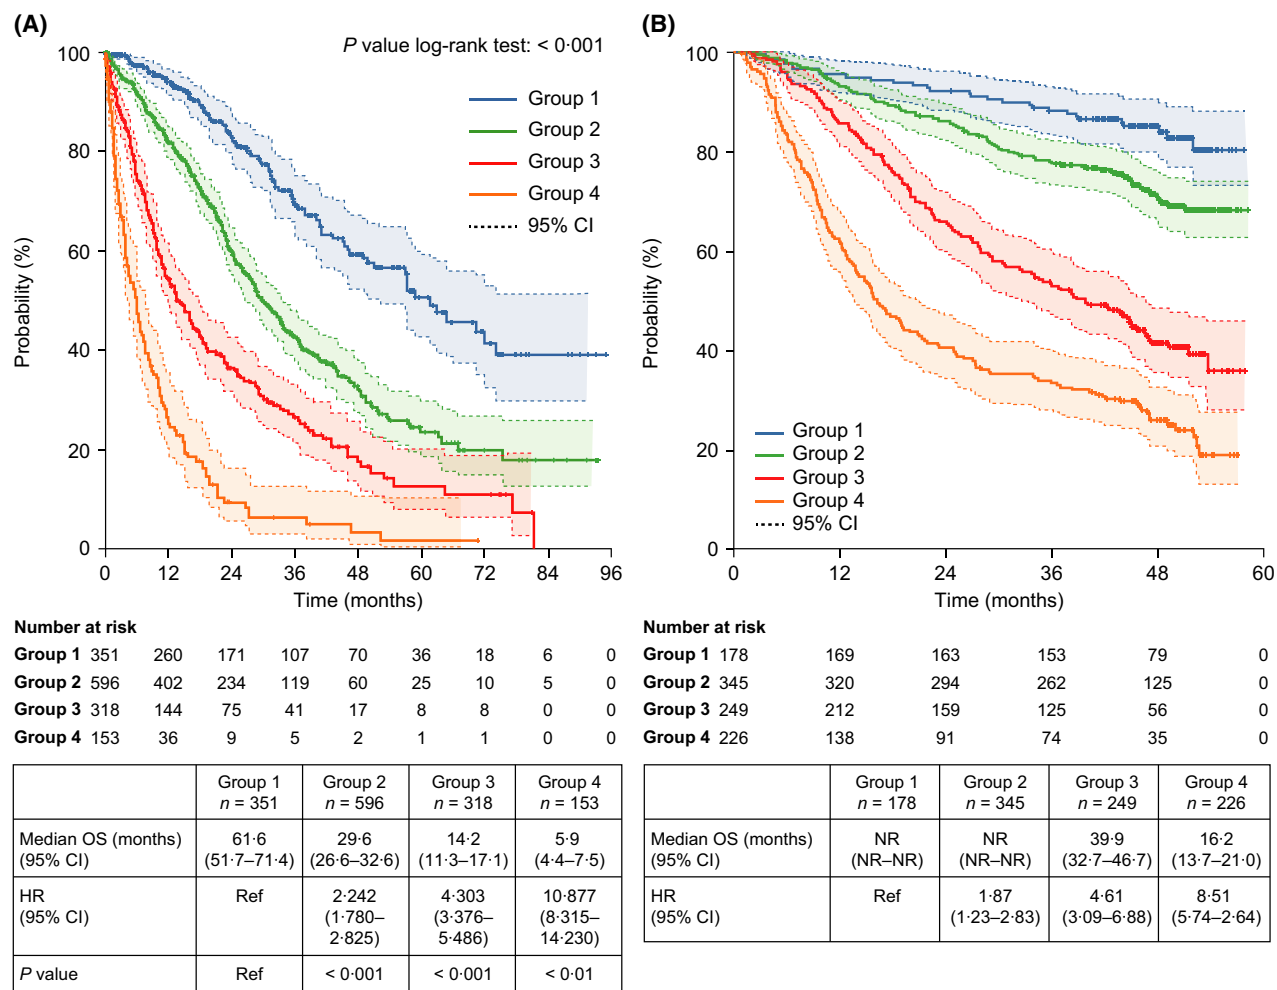 (A)
P value log-rank test: < 0·001
Group 1
Group 2
Group 3
Group 4
95% CI
Probability (%)
100
80
60
40
20
0
0 12 24 36 48 60 72 84 96
Time (months)
Number at risk
Group 1 351 260 171 107 70 36 18 6 0
Group 2 596 402 234 119 60 25 10 5 0
Group 3 318 144 75 41 17 8 8 0 0
Group 4 153 36 9 5 2 1 1 0 0
Group 1 Group 2 Group 3 Group 4
n = 351 n = 596 n = 318 n = 153
Median OS (months) 61·6 29·6 14·2 5·9
(95% CI) (51·7–71·4) (26·6–32·6) (11·3–17·1) (4·4–7·5)
HR Ref 2·242 4·303 10·877
(95% CI) (1·780– (3·376– (8·315–
2·825) 5·486) 14·230)
P value Ref < 0·001 < 0·001 < 0·01
(B)
Probability (%)
100
80
60
40
20
0
Group 1
Group 2
Group 3
Group 4
95% CI
0 12 24 36 48 60
Time (months)
Number at risk
Group 1 178 169 163 153 79 0
Group 2 345 320 294 262 125 0
Group 3 249 212 159 125 56 0
Group 4 226 138 91 74 35 0
Group 1 Group 2 Group 3 Group 4
n = 178 n = 345 n = 249 n = 226
Median OS (months) NR NR 39·9 16·2
(95% CI) (NR–NR) (NR–NR) (32·7–46·7) (13·7–21·0)
HR Ref 1·87 4·61 8·51
(95% CI) (1·23–2·83) (3·09–6·88) (5·74–2·64)